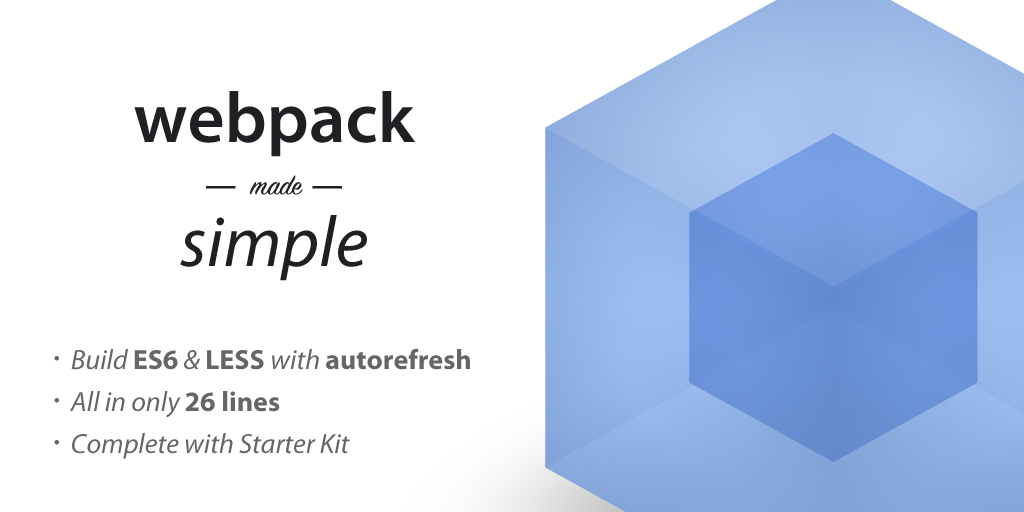 webpack
— made —
simple
· Build ES6 & LESS with autorefresh
· All in only 26 lines
· Complete with Starter Kit